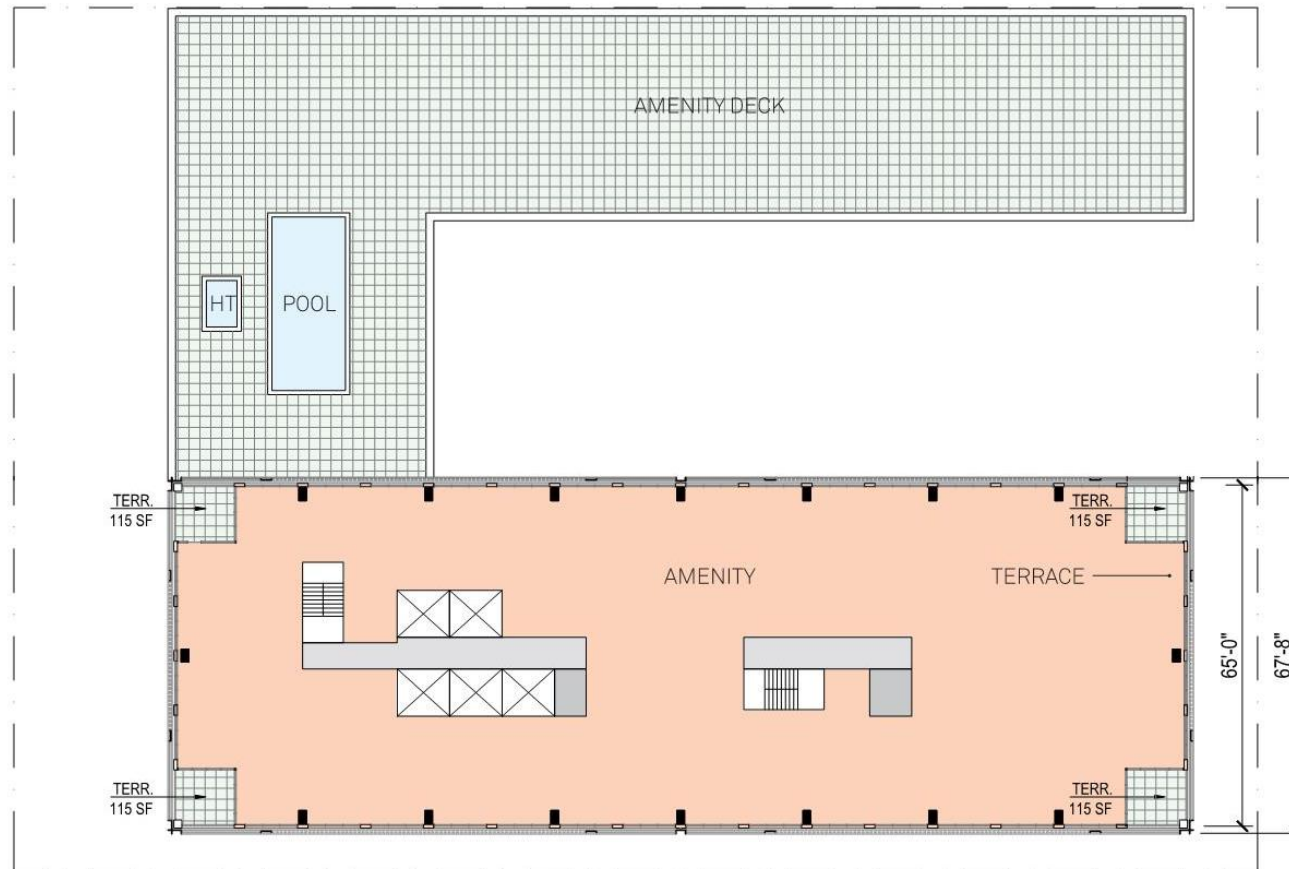 AMENITY DECK
HT
POOL
TERR.
115 SF
TERR.
115 SF
AMENITY
TERRACE
65'-0"
67'-8"
TERR.
115 SF
TERR.
115 SF